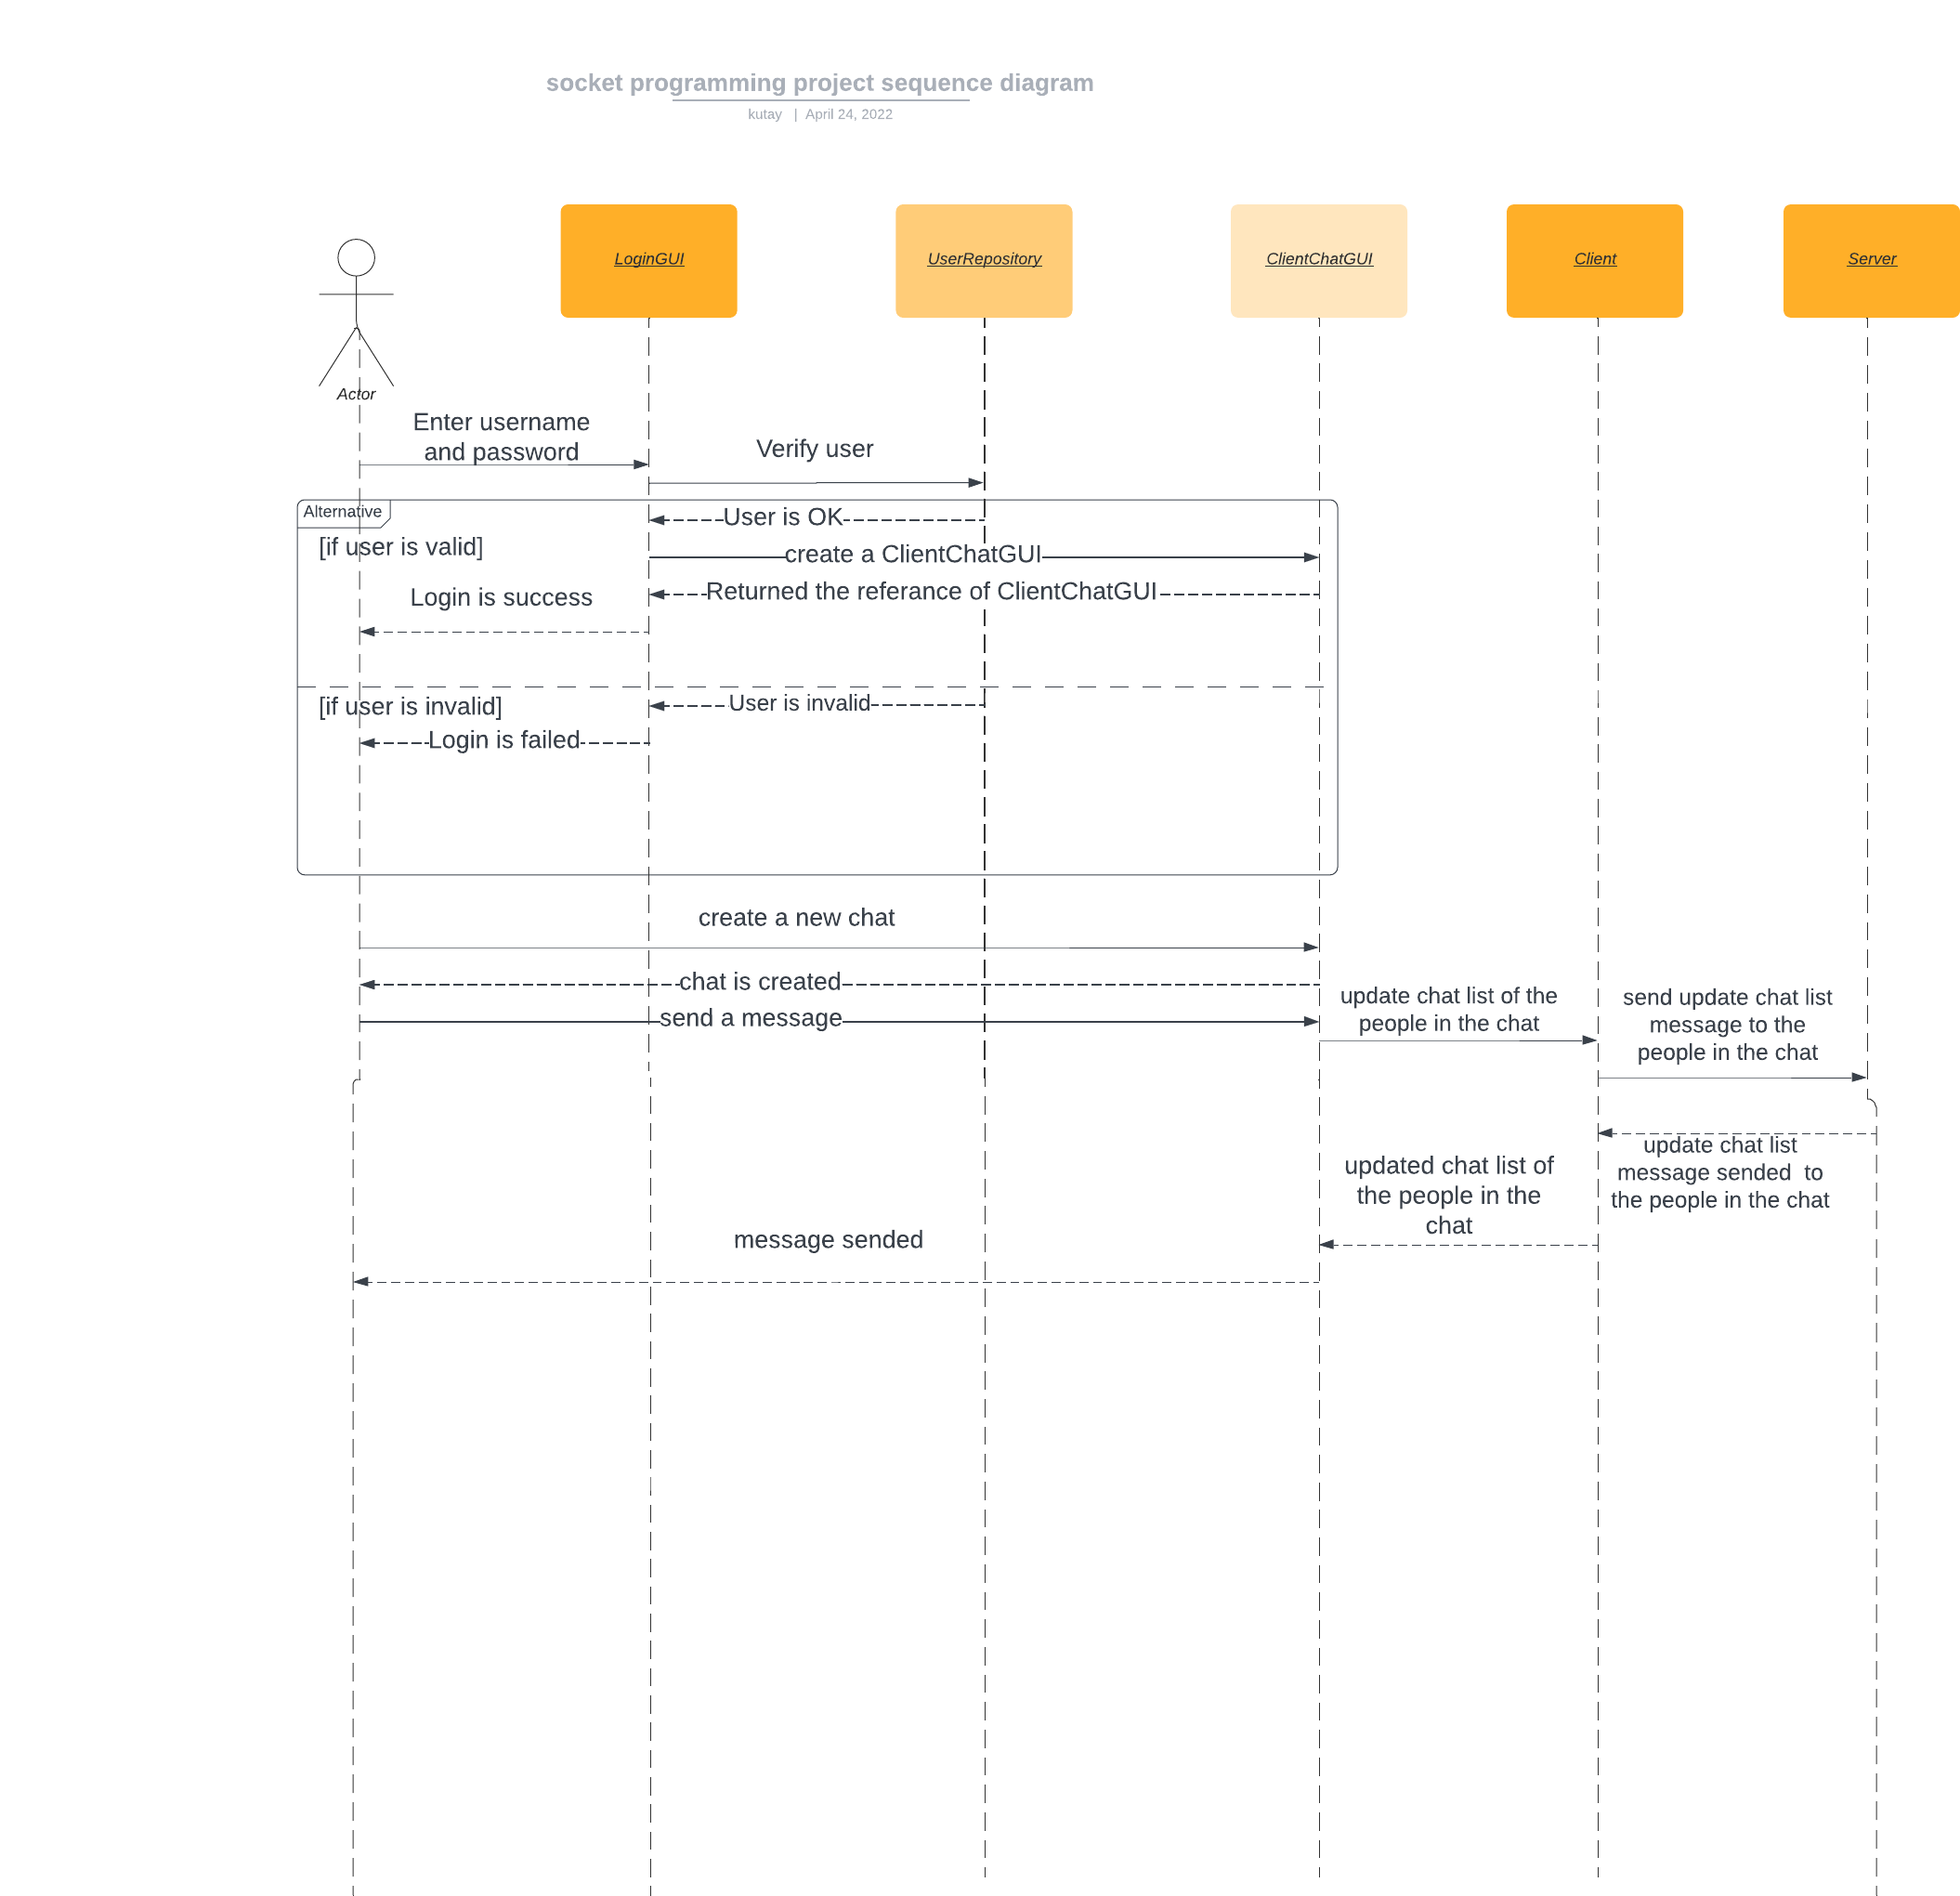 socket programming project sequence diagram
kutay | April 24, 2022
LoginGUI
UserRepository
ClientChatGUI
Client
Server
Actor
Enter username
and password
Verify user
Alternative
User is OK
[if user is valid]
create a ClientChatGUI
Returned the referance of ClientChatGUI
Login is success
[if user is invalid]
User is invalid
Login is failed
create a new chat
chat is created
send a message
update chat list of the
people in the chat
send update chat list
message to the
people in the chat
update chat list
message sended to
the people in the chat
updated chat list of
the people in the
chat
message sended